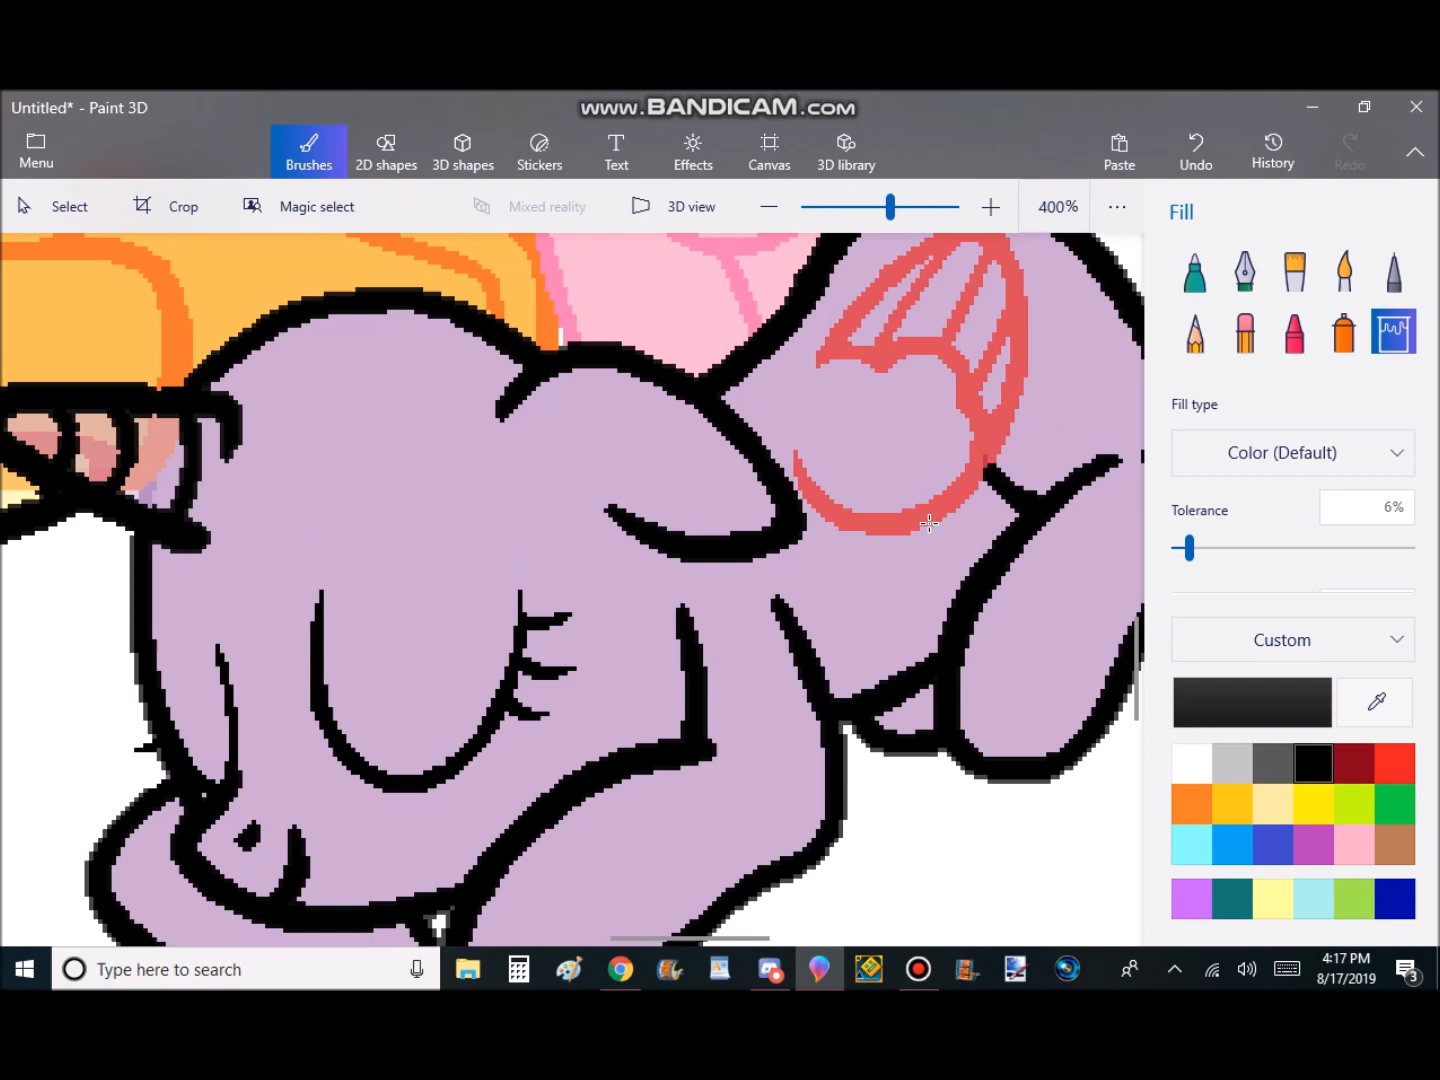 Untitled* - Paint 3D
www.BANDICAM.com
Menu
Brushes
2D shapes
3D shapes
Stickers
Text
Effects
Canvas
3D library
Paste
Undo
History
Redo
Select
Crop
Magic select
Mixed reality
3D view
400%
Fill
Fill type
Color (Default)
Tolerance
6%
Custom
Type here to search
4:17 PM
8/17/2019
3